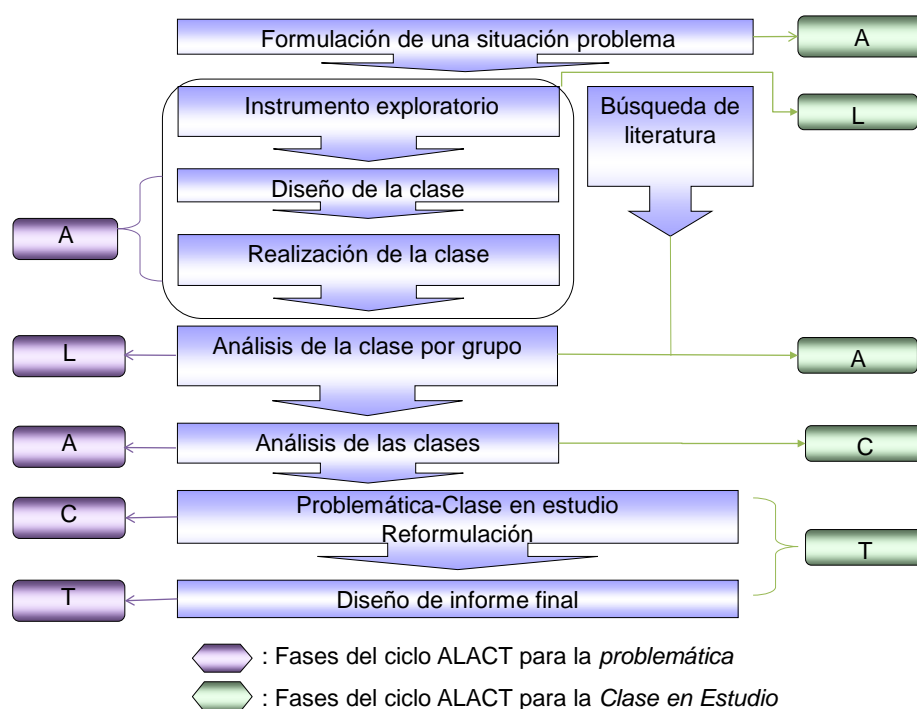 Formulación de una situación problema
A
Instrumento exploratorio
Búsqueda de
literatura
L
Diseño de la clase
A
Realización de la clase
L
Análisis de la clase por grupo
A
A
Análisis de las clases
C
C
Problemática-Clase en estudio
Reformulación
T
T
Diseño de informe final
: Fases del ciclo ALACT para la problemática
: Fases del ciclo ALACT para la Clase en Estudio